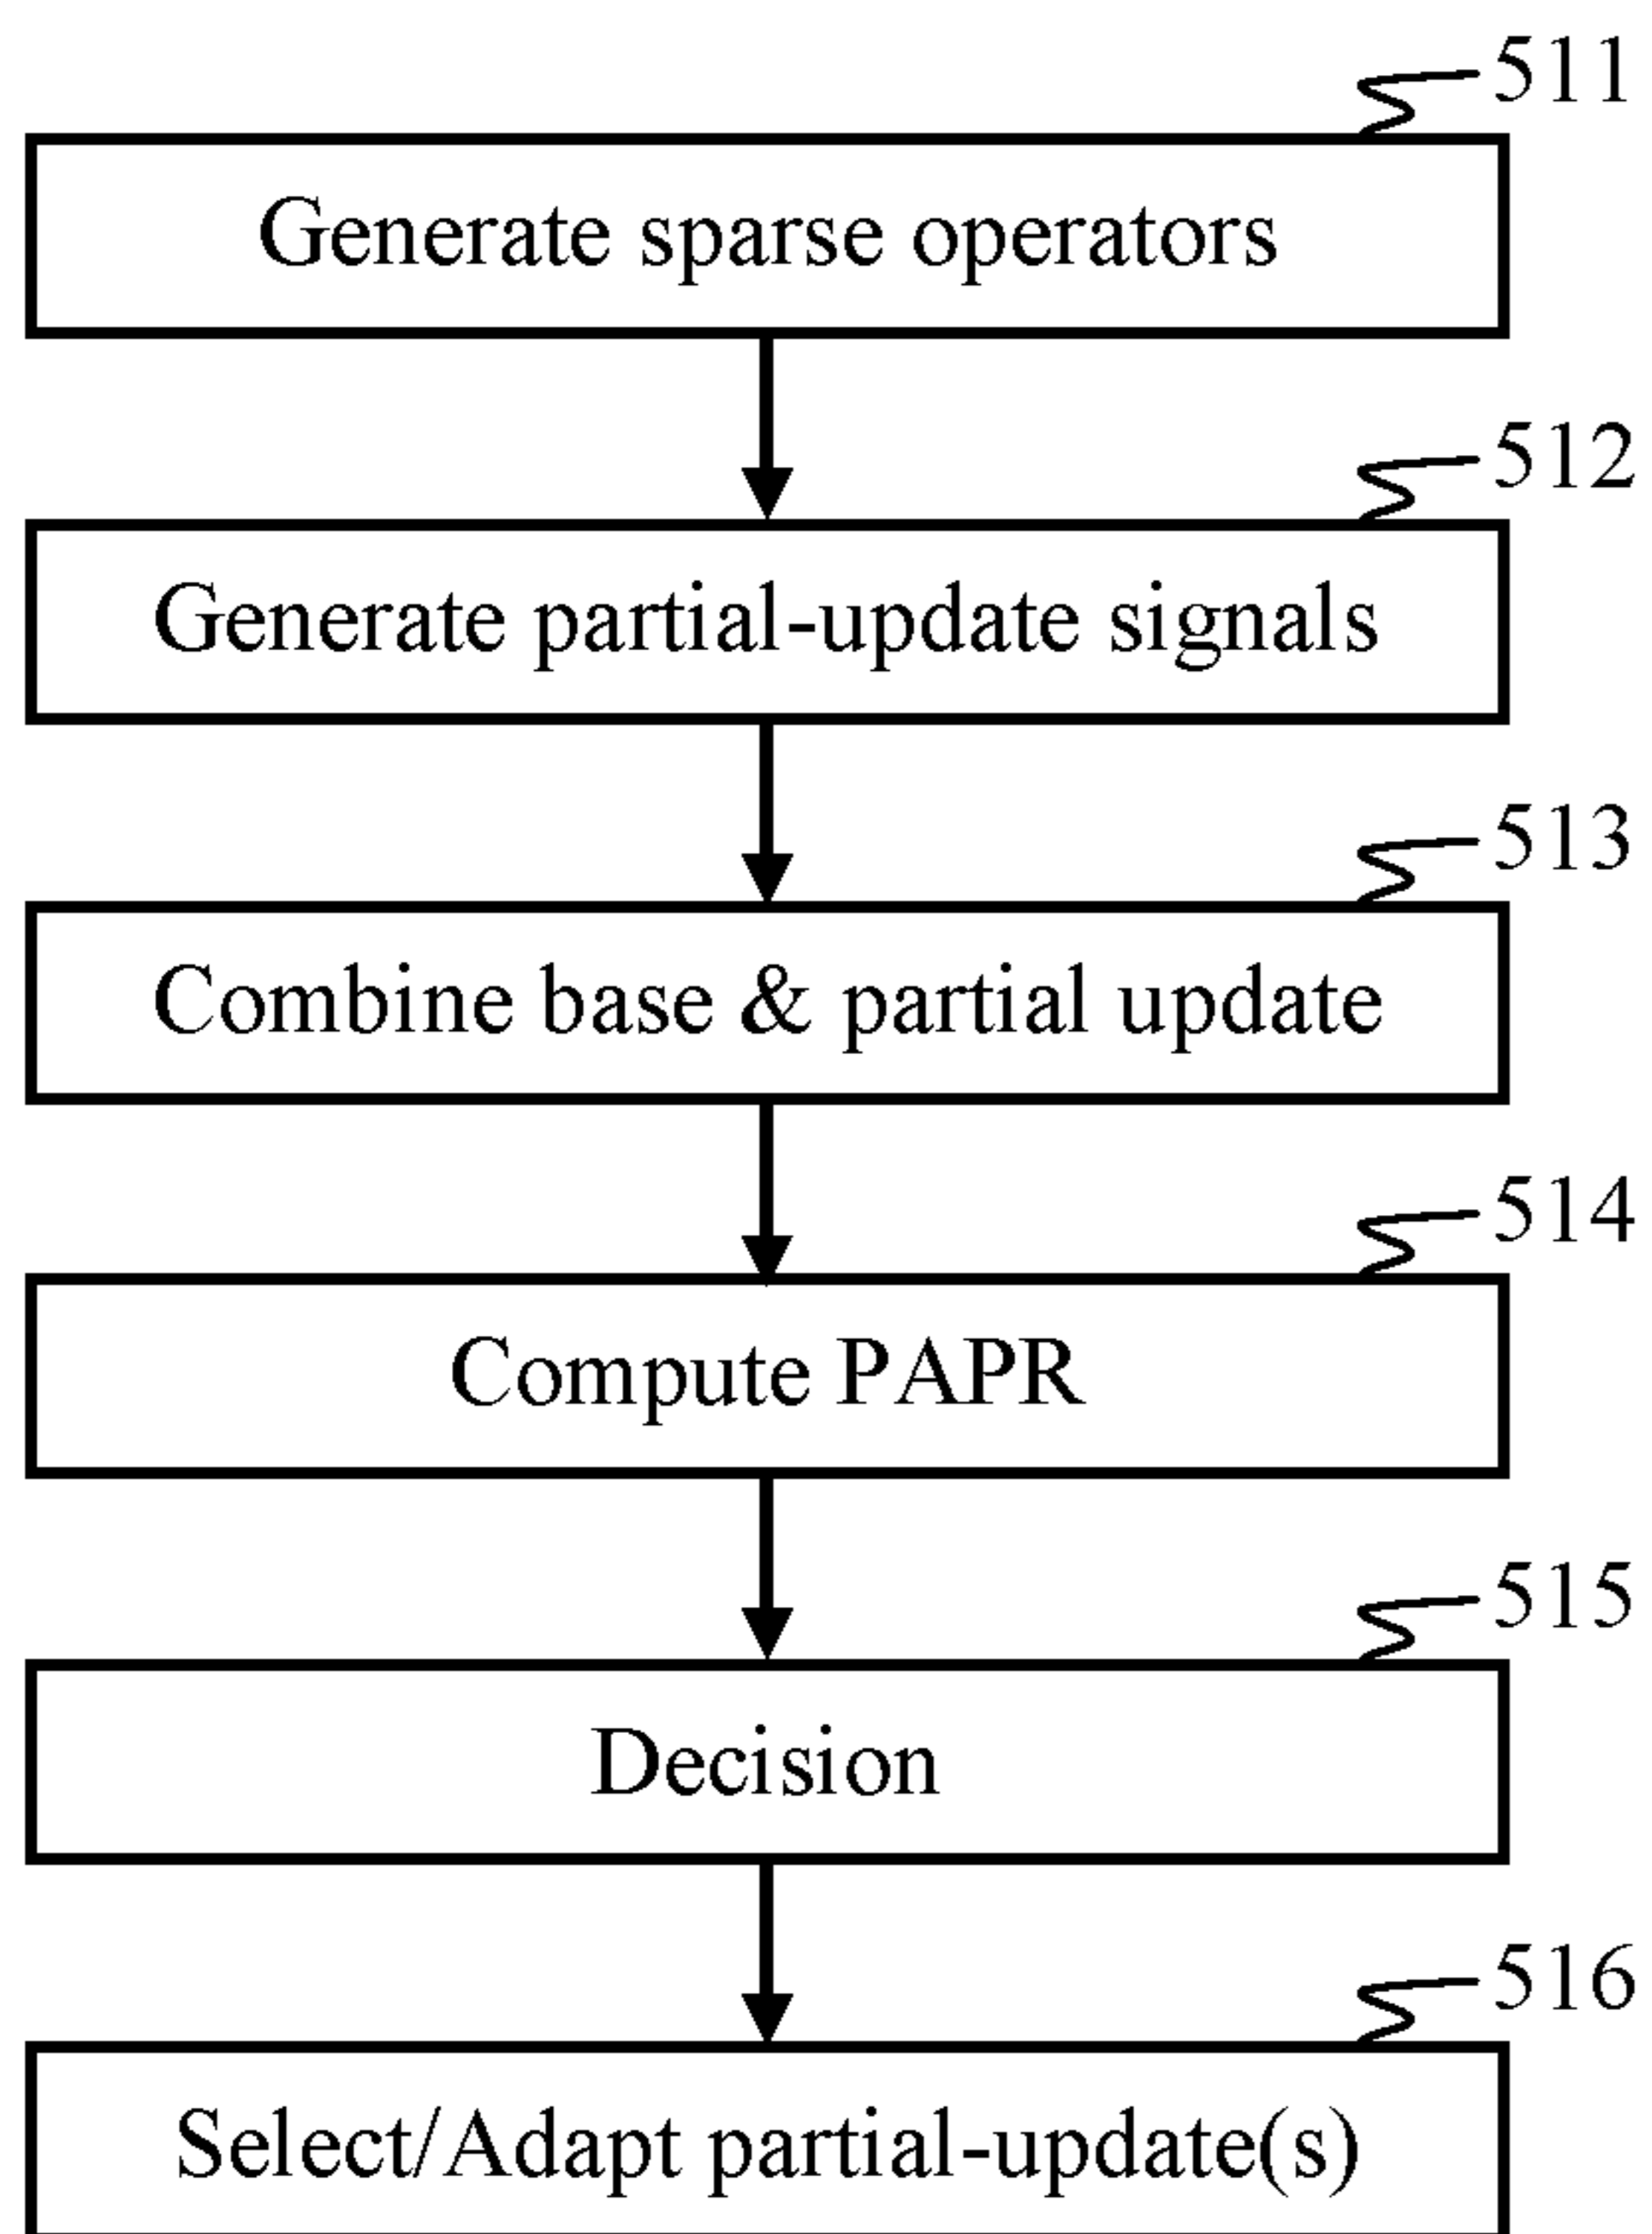 511
Generate sparse operators
512
Generate partial-update signals
513
Combine base & partial update
514
Compute PAPR
515
Decision
516
Select/Adapt partial-update(s)